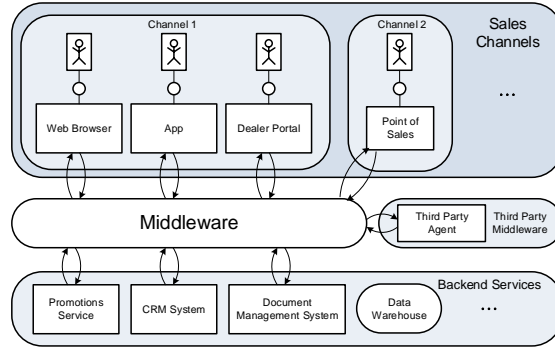 Channel 1
Channel 2
Sales
Channels
Web Browser
App
Dealer Portal
Point of
Sales
...
Middleware
Third Party
Agent
Third Party
Middleware
Backend Services
Promotions
Service
CRM System
Document
Management System
Data
Warehouse
...